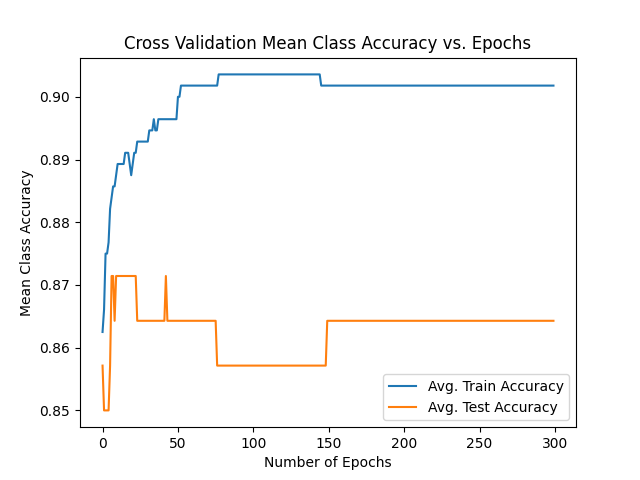 Cross Validation Mean Class Accuracy vs. Epochs
Mean Class Accuracy
0.90
0.89
0.88
0.87
0.86
0.85
0 50 100 150 200 250 300
Number of Epochs
Avg. Train Accuracy
Avg. Test Accuracy